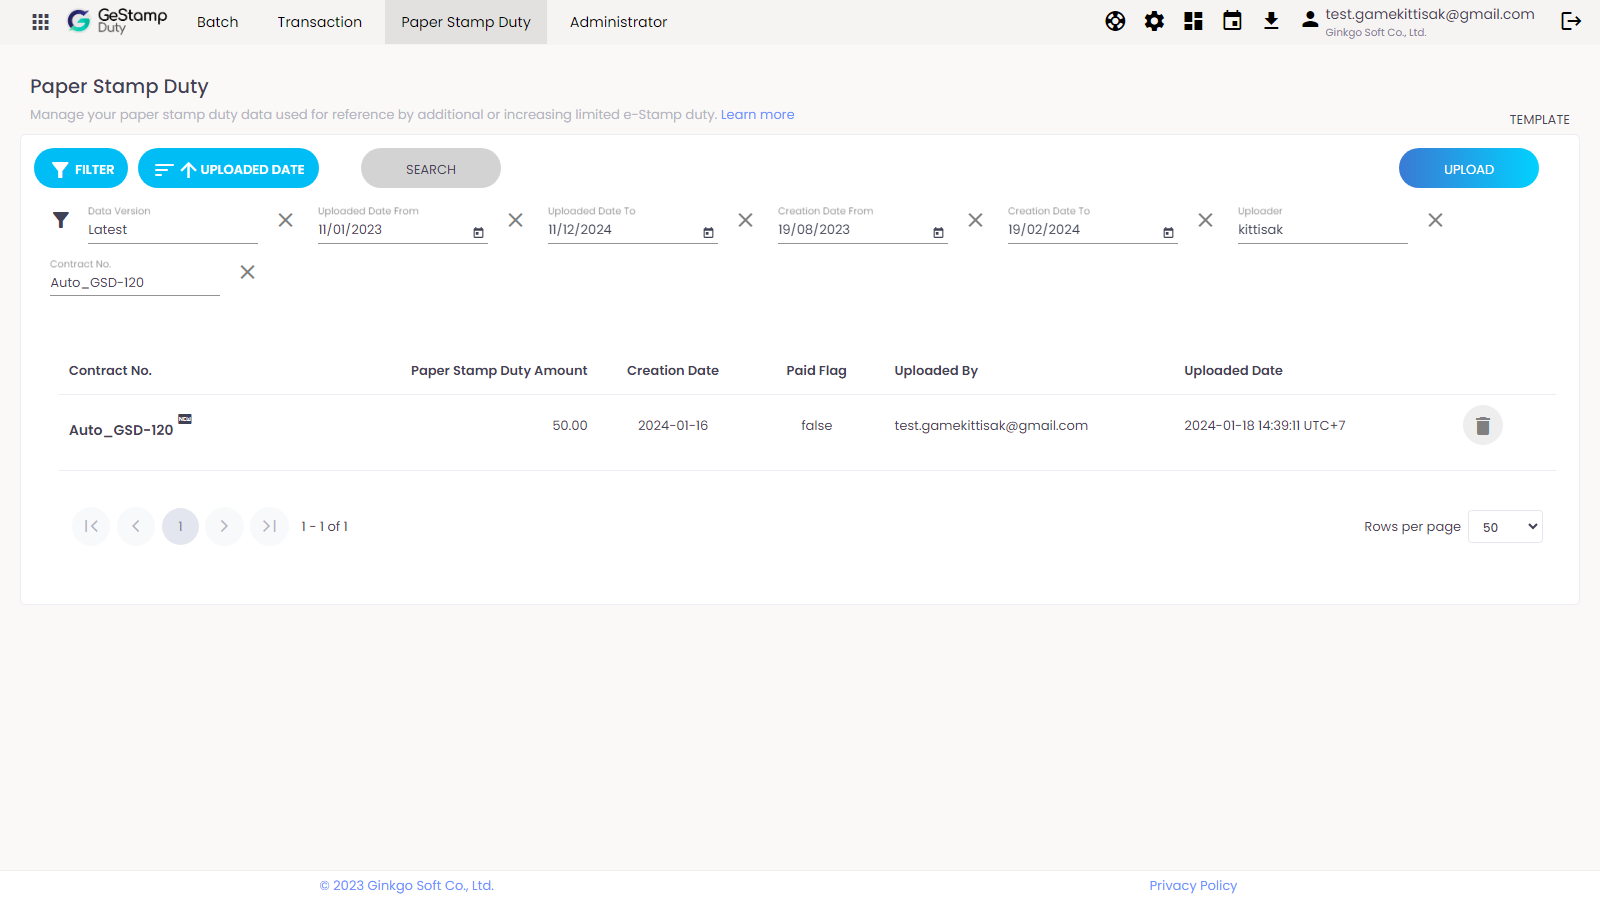 GeStamp
Duty
Batch
Transaction
Paper Stamp Duty
Administrator
test.gamekittisak@gmail.com
Ginkgo Soft Co., Ltd.
Paper Stamp Duty
Manage your paper stamp duty data used for reference by additional or increasing limited e-Stamp duty. Learn more
TEMPLATE
FILTER
UPLOADED DATE
SEARCH
UPLOAD
Data Version
Latest
Uploaded Date From
11/01/2023
Uploaded Date To
11/12/2024
Creation Date From
19/08/2023
Creation Date To
19/02/2024
Uploader
kittisak
Contract No.
Auto_GSD-120
Contract No. Paper Stamp Duty Amount Creation Date Paid Flag Uploaded By Uploaded Date
Auto_GSD-120 NEW 50.00 2024-01-16 false test.gamekittisak@gmail.com 2024-01-18 14:39:11 UTC+7
1
1 - 1 of 1
Rows per page 50
© 2023 Ginkgo Soft Co., Ltd.
Privacy Policy